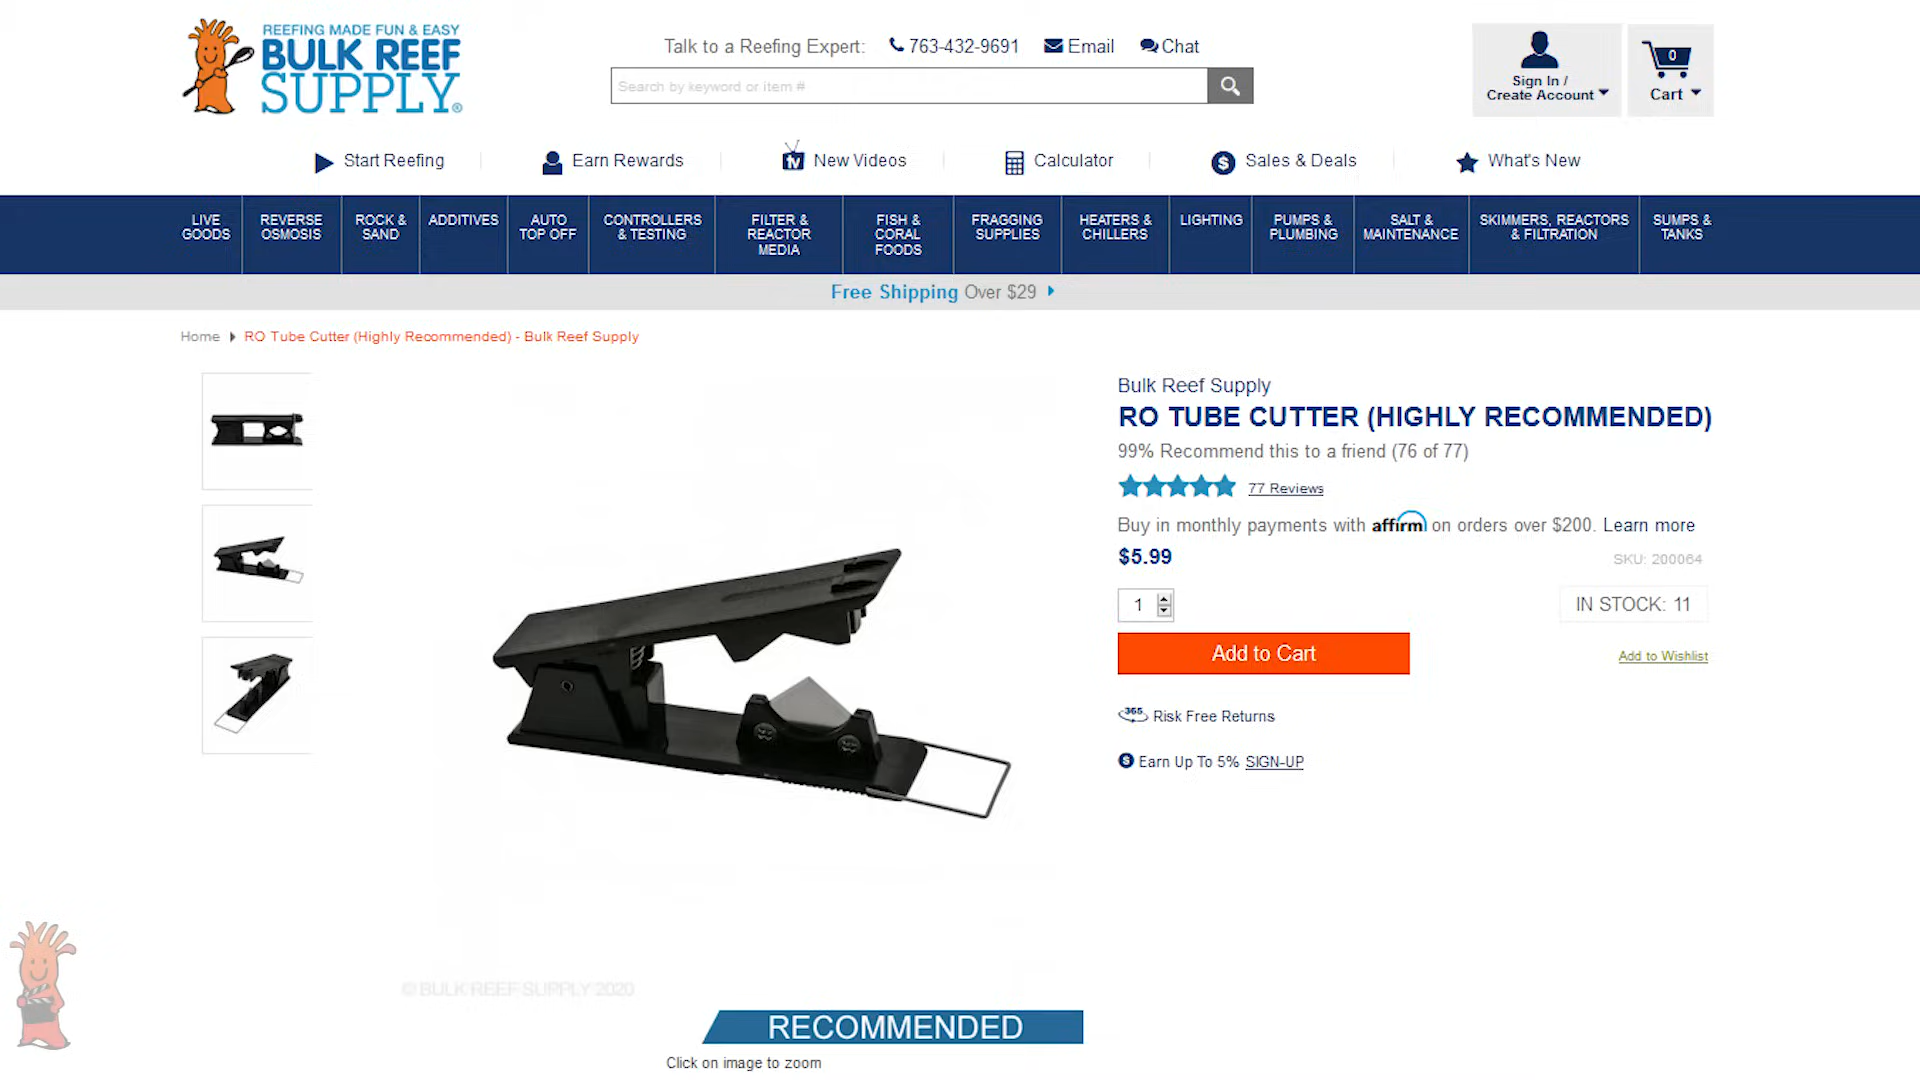 REEFING MADE FUN & EASY
BULK REEF
SUPPLY®
Talk to a Reefing Expert: 763-432-9691 Email Chat
Search by keyword or item #
Sign In /
Create Account
0
Cart
Start Reefing
Earn Rewards
tv
New Videos
Calculator
$
Sales & Deals
What's New
LIVE
GOODS
REVERSE
OSMOSIS
ROCK &
SAND
ADDITIVES
AUTO
TOP OFF
CONTROLLERS
& TESTING
FILTER &
REACTOR
MEDIA
FISH &
CORAL
FOODS
FRAGGING
SUPPLIES
HEATERS &
CHILLERS
LIGHTING
PUMPS &
PLUMBING
SALT &
MAINTENANCE
SKIMMERS, REACTORS
& FILTRATION
SUMPS &
TANKS
Free Shipping Over $29
Home RO Tube Cutter (Highly Recommended) - Bulk Reef Supply
Bulk Reef Supply
RO TUBE CUTTER (HIGHLY RECOMMENDED)
99% Recommend this to a friend (76 of 77)
77 Reviews
Buy in monthly payments with affirm on orders over $200. Learn more
$5.99
SKU: 200064
1
IN STOCK: 11
Add to Cart
Add to Wishlist
365 Risk Free Returns
$ Earn Up To 5% SIGN-UP
© BULK REEF SUPPLY 2020
RECOMMENDED
Click on image to zoom